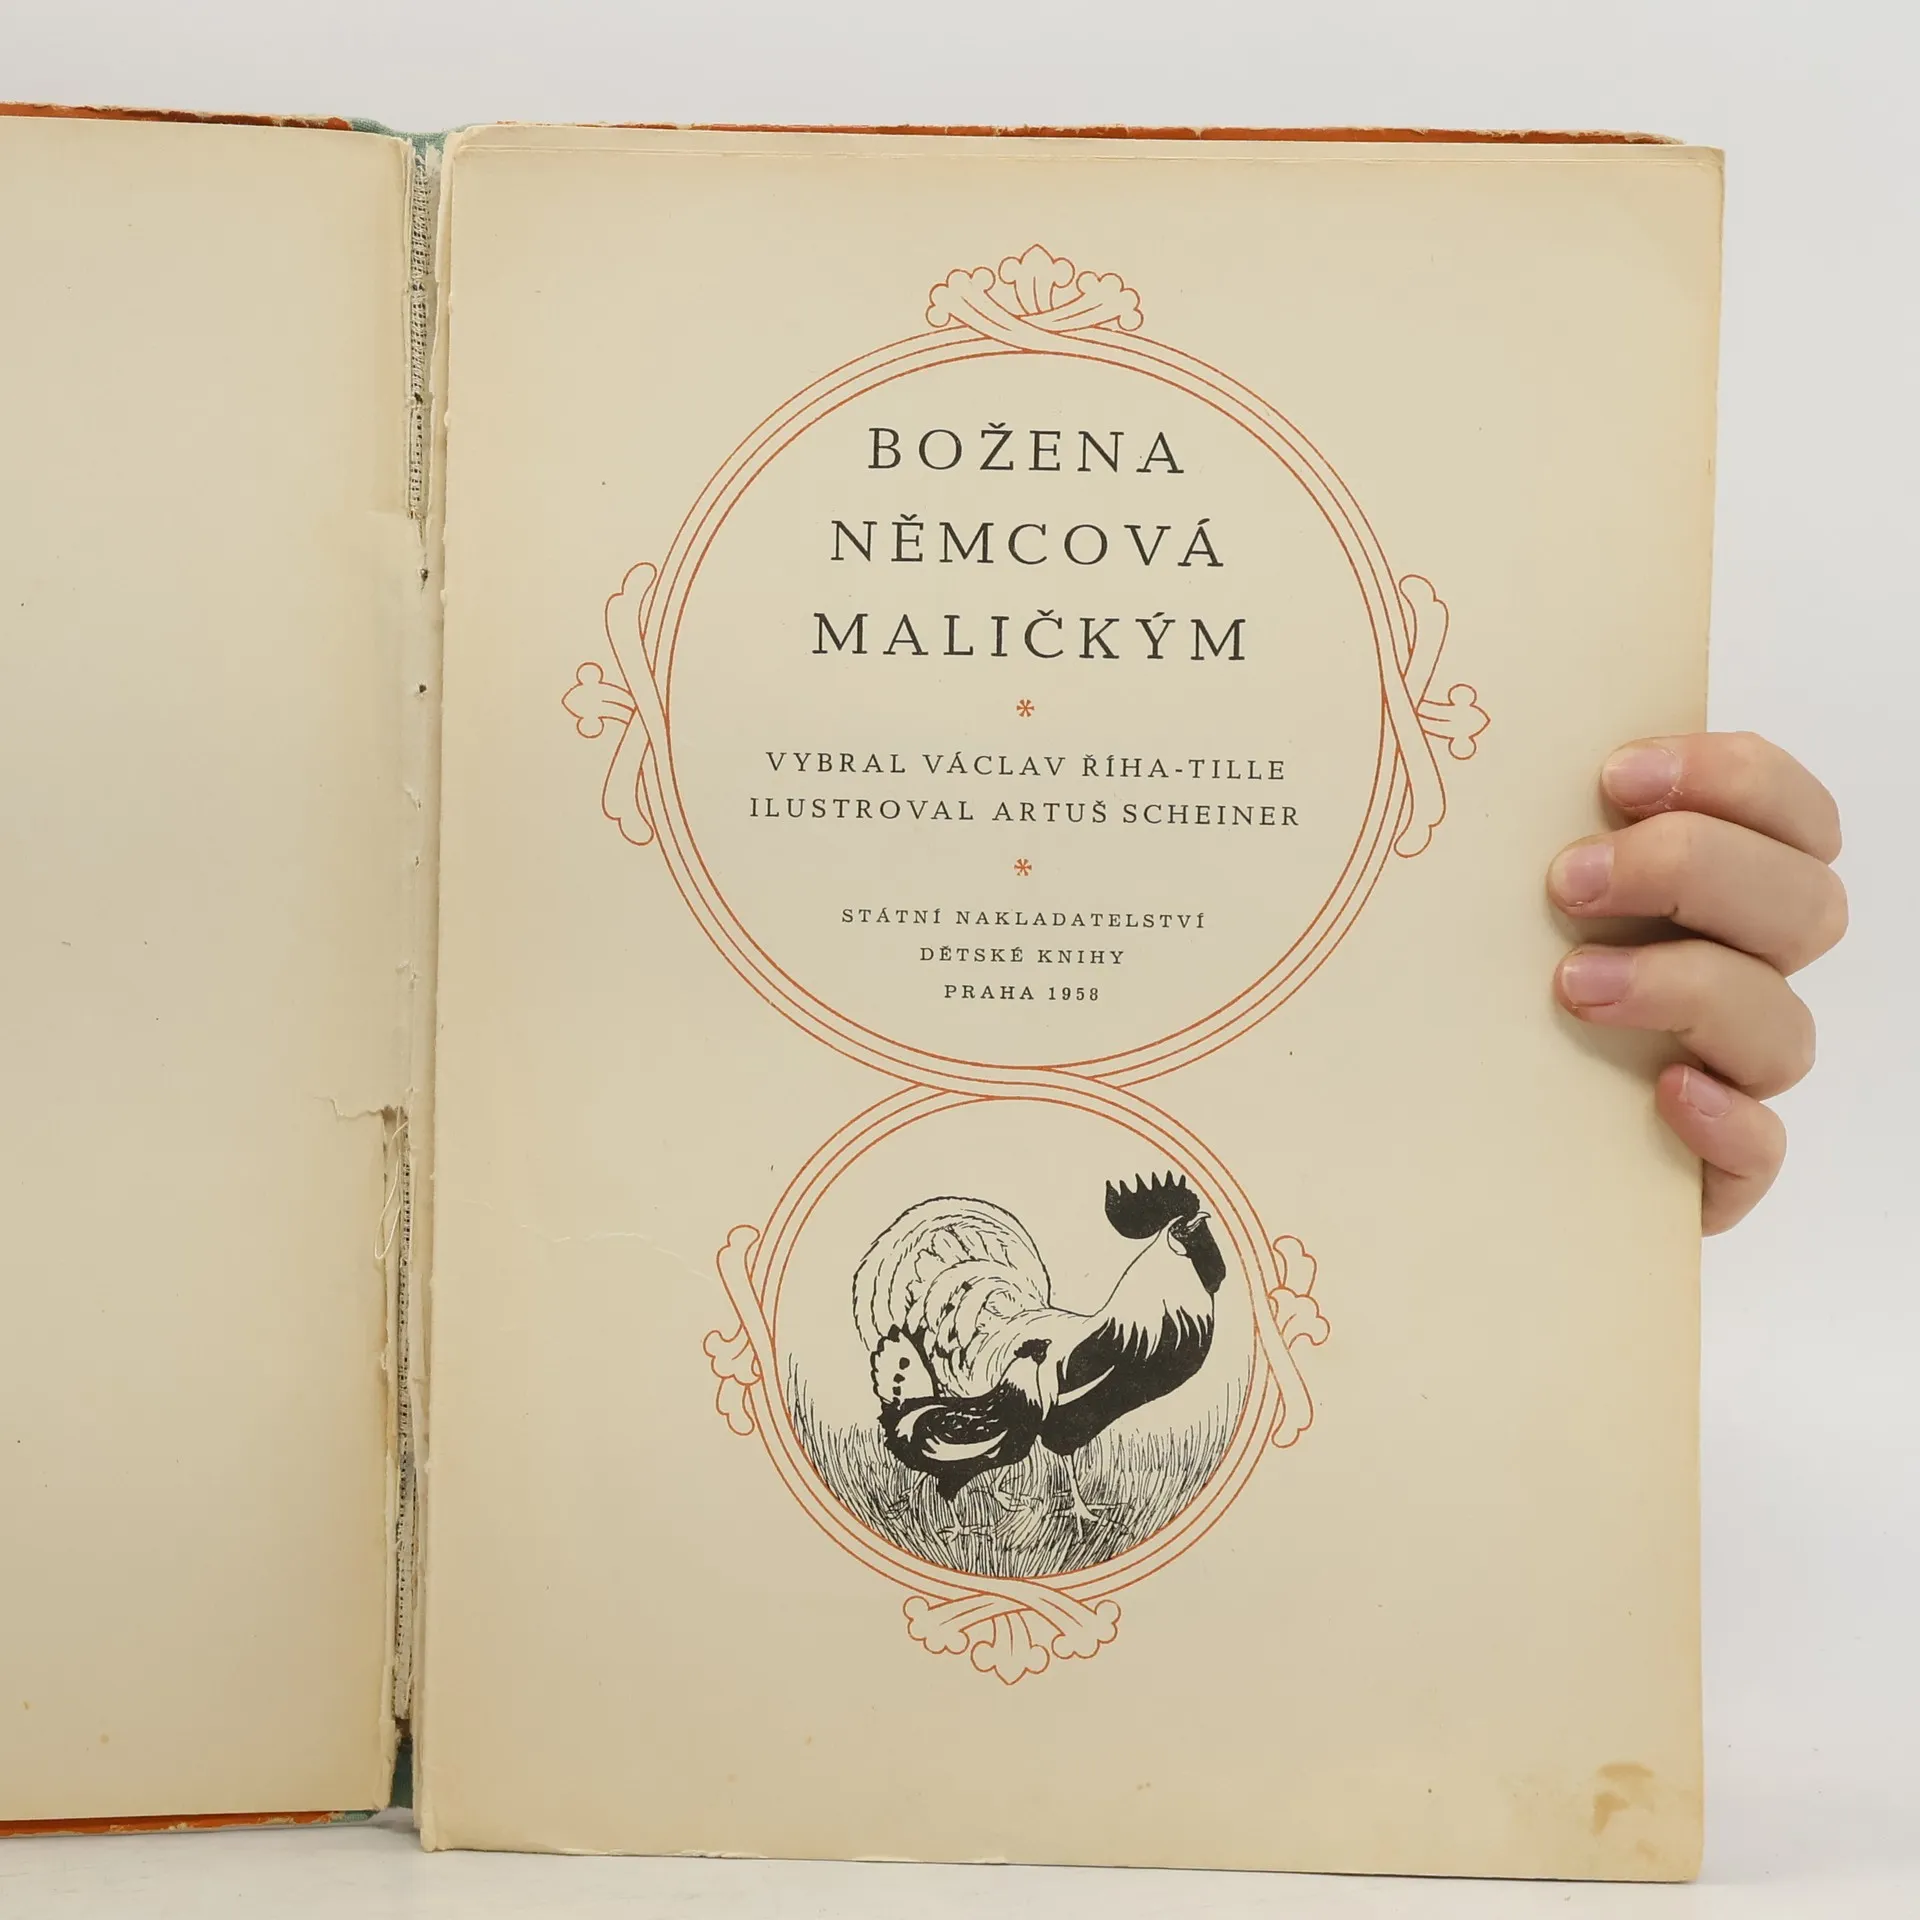 BOŽENA
NĚMCOVÁ
MALIČKÝM
*
VYBRAL VÁCLAV ŘÍHA-TILLE
ILUSTROVAL ARTUŠ SCHEINER
*
STÁTNÍ NAKLADATELSTVÍ
DĚTSKÉ KNIHY
PRAHA 1958